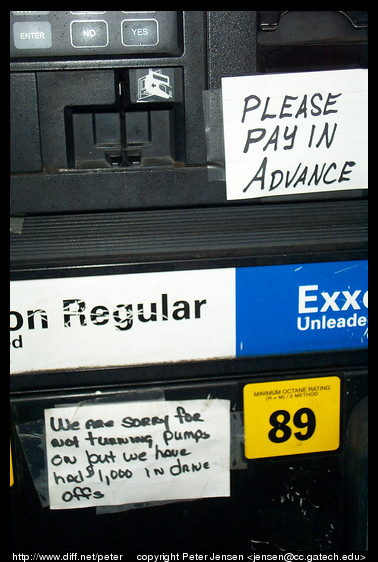 ENTER NO YES
PLEASE
PAY IN
ADVANCE
on Regular
d
Exx
Unleade
MINIMUM OCTANE RATING
(R + M) / 2 METHOD
89
We are sorry for
not turning pumps
on but we have
had $1,000 in drive
offs
http://www.diff.net/peter copyright Peter Jensen <jensen@cc.gatech.edu>